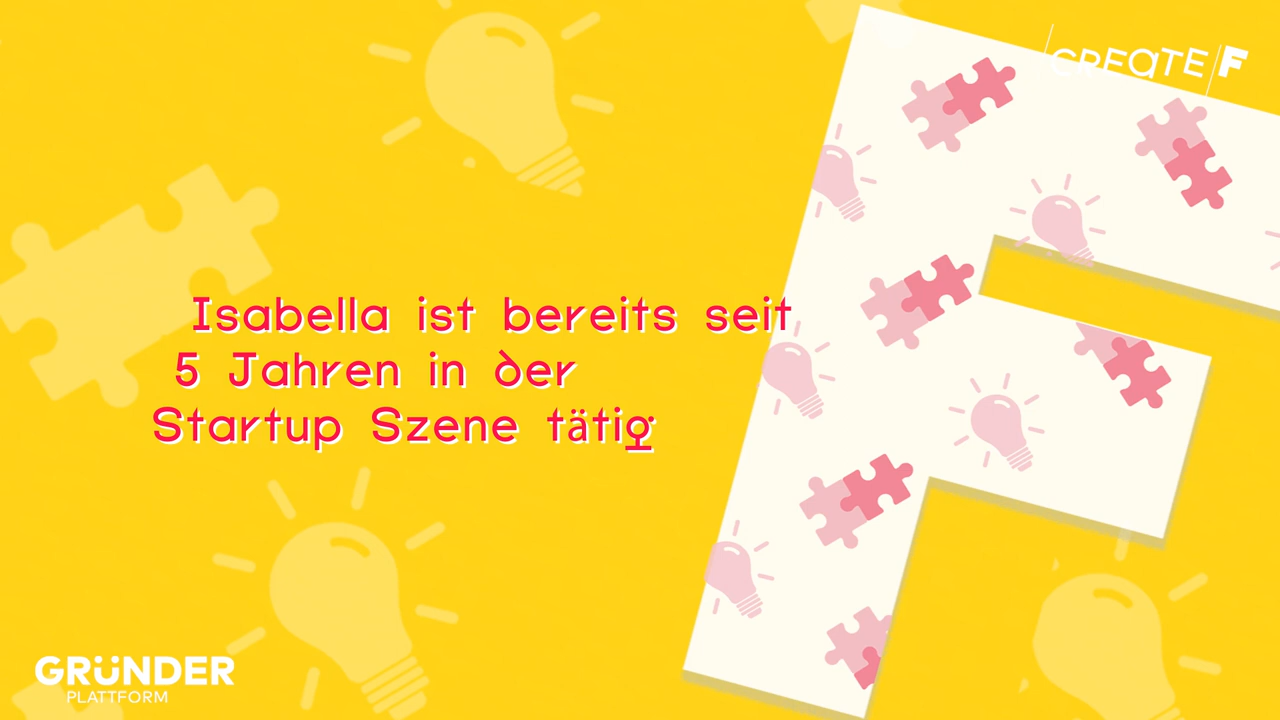 CREATE F
Isabella ist bereits seit
5 Jahren in der
Startup Szene tätig
GRÜNDER
PLATTFORM